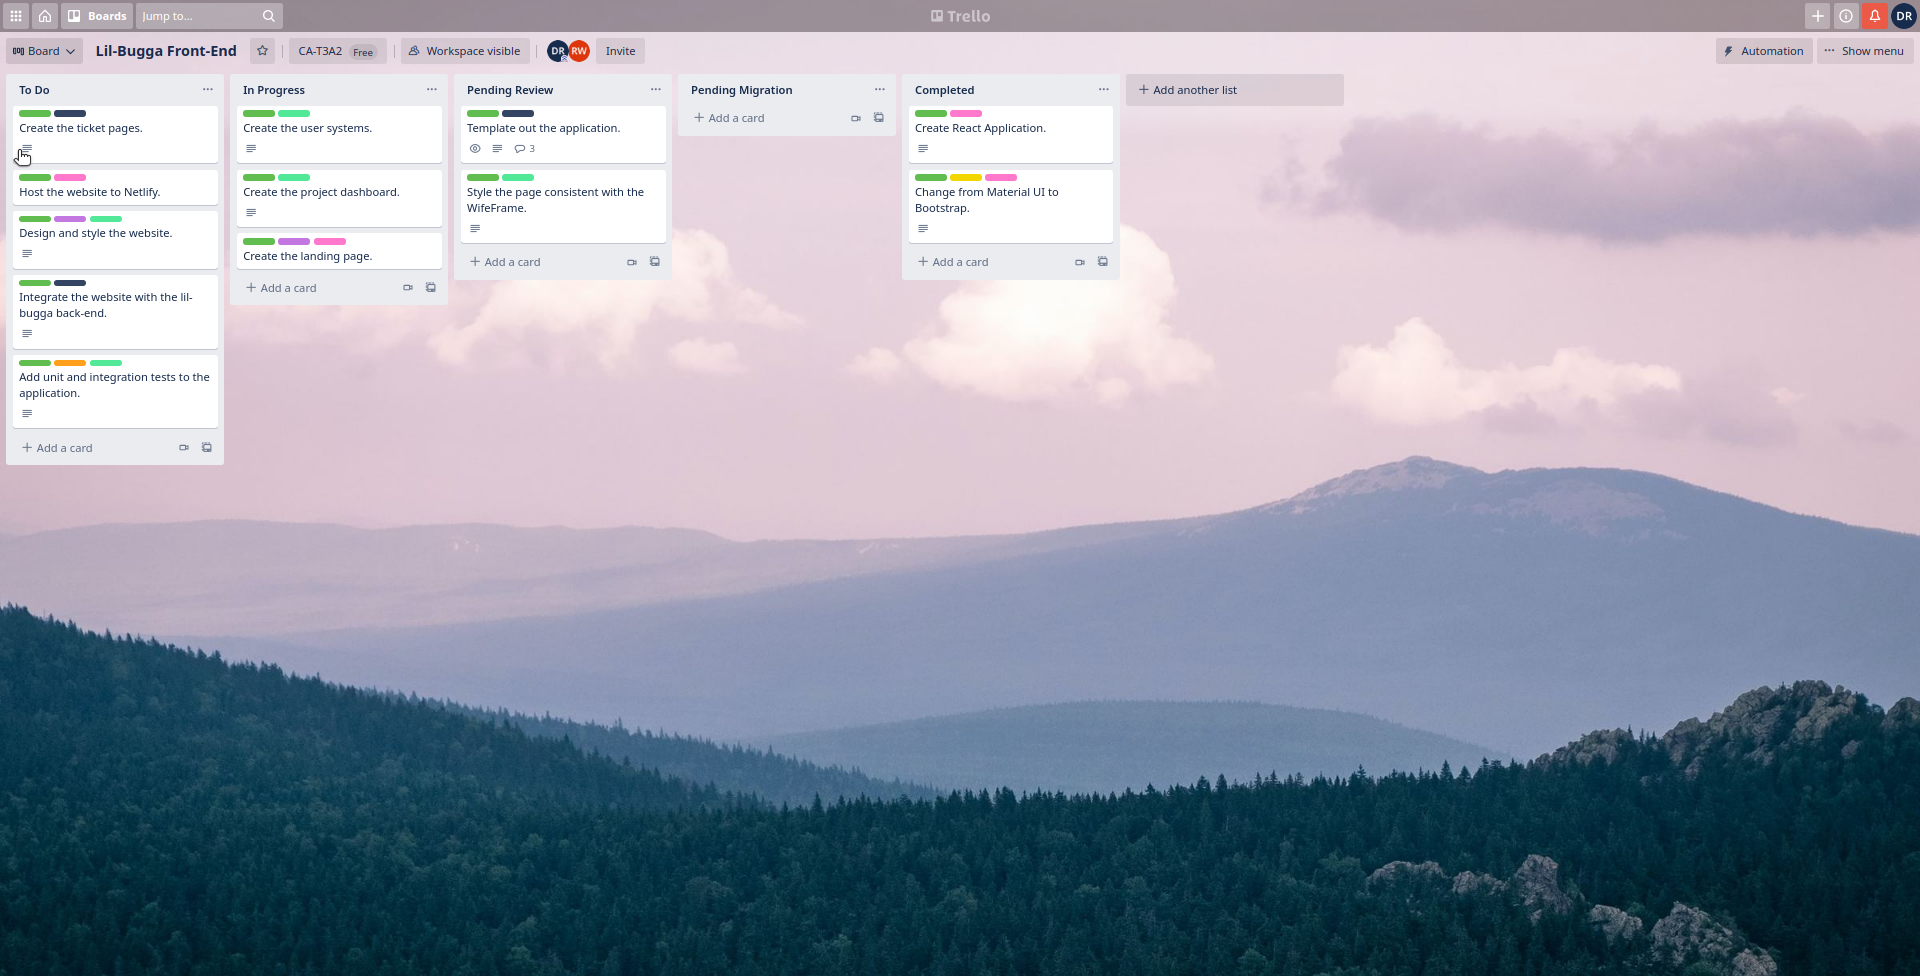 Boards
Jump to...
Trello
DR
Board
Lil-Bugga Front-End
CA-T3A2 Free
Workspace visible
DR RW
Invite
Automation
Show menu
To Do
Create the ticket pages.
Host the website to Netlify.
Design and style the website.
Integrate the website with the lil-
bugga back-end.
Add unit and integration tests to the
application.
Add a card
In Progress
Create the user systems.
Create the project dashboard.
Create the landing page.
Add a card
Pending Review
Template out the application.
3
Style the page consistent with the
WifeFrame.
Add a card
Pending Migration
Add a card
Completed
Create React Application.
Change from Material UI to
Bootstrap.
Add a card
Add another list